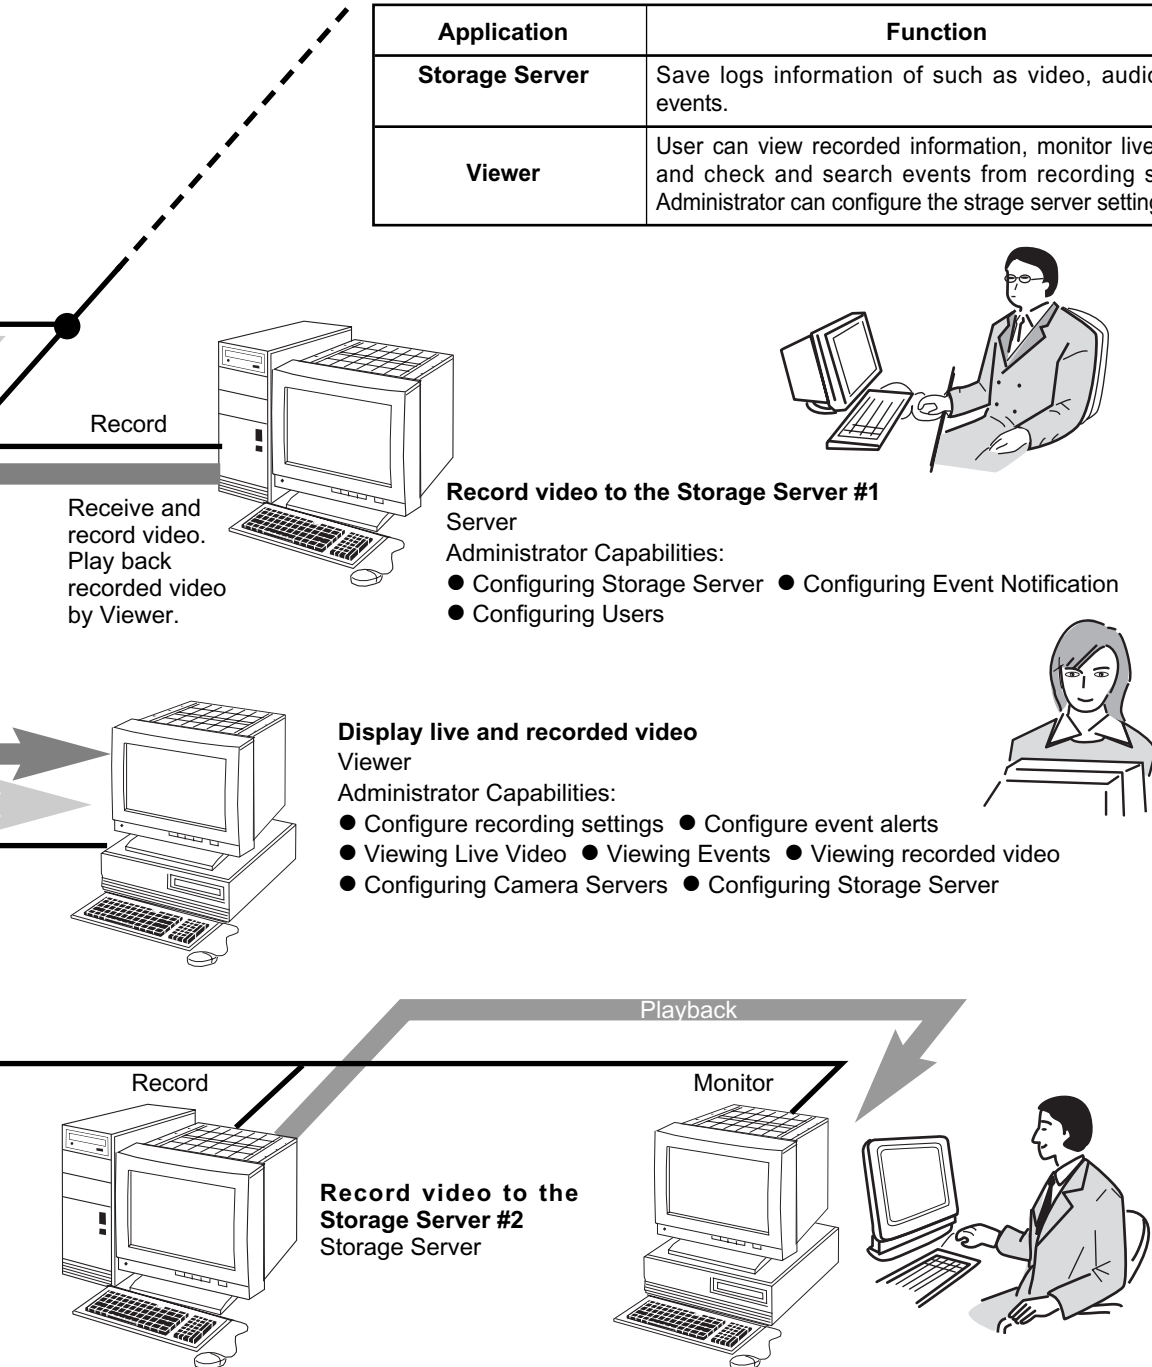 Application
Function
Storage Server
Save logs information of such as video,
events.
Viewer
User can view recorded information, monitor live
and check and search events from recording
Administrator can configure the strage server
Record
Receive and
record video.
Play back
recorded video
by Viewer.
Record video to the Storage Server #1
Server
Administrator Capabilities:
● Configuring Storage Server ● Configuring Event Notification
● Configuring Users
Display live and recorded video
Viewer
Administrator Capabilities:
● Configure recording settings ● Configure event alerts
● Viewing Live Video ● Viewing Events ● Viewing recorded video
● Configuring Camera Servers ● Configuring Storage Server
Playback
Record
Monitor
Record video to the
Storage Server #2
Storage Server